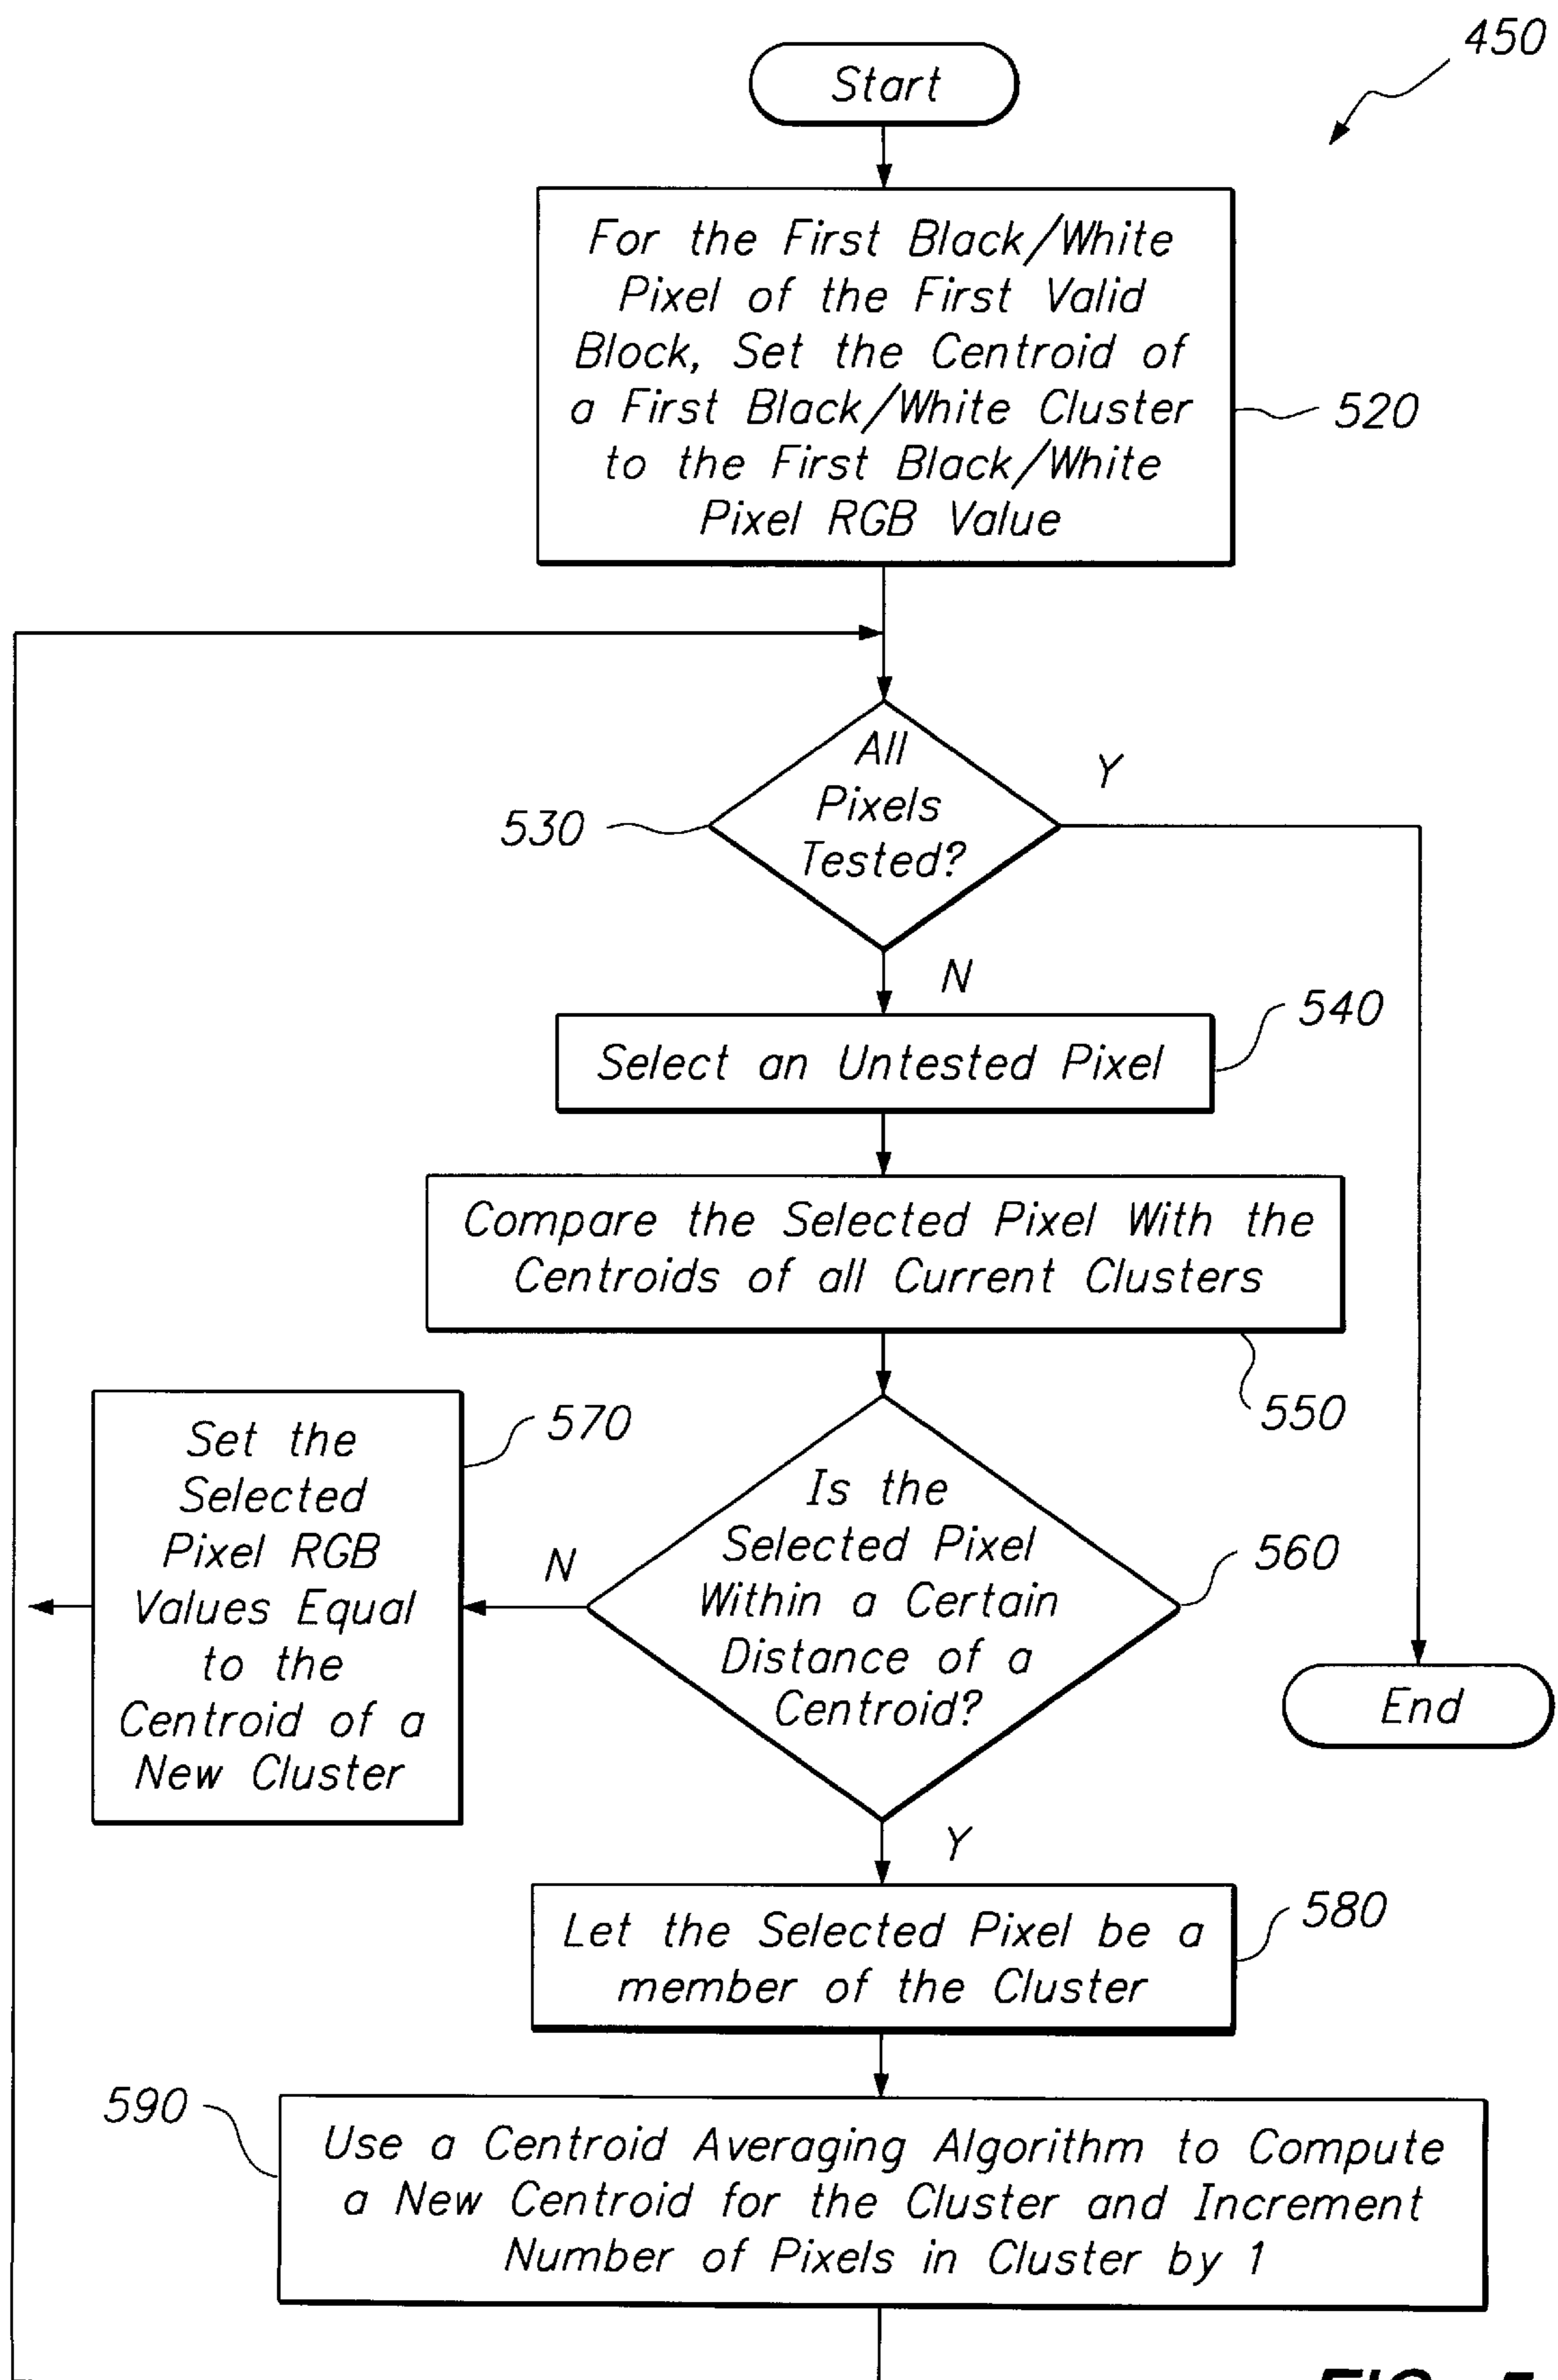 450
Start
For the First Black/White
Pixel of the First Valid
Block, Set the Centroid of
a First Black/White Cluster
to the First Black/White
Pixel RGB Value
520
All
Pixels
Tested?
Y
530
N
540
Select an Untested Pixel
Compare the Selected Pixel With the
Centroids of all Current Clusters
550
Set the
Selected
Pixel RGB
Values Equal
to the
Centroid of a
New Cluster
570
N
Is the
Selected Pixel
Within a Certain
Distance of a
Centroid?
560
End
Y
Let the Selected Pixel be a
member of the Cluster
580
590
Use a Centroid Averaging Algorithm to Compute
a New Centroid for the Cluster and Increment
Number of Pixels in Cluster by 1